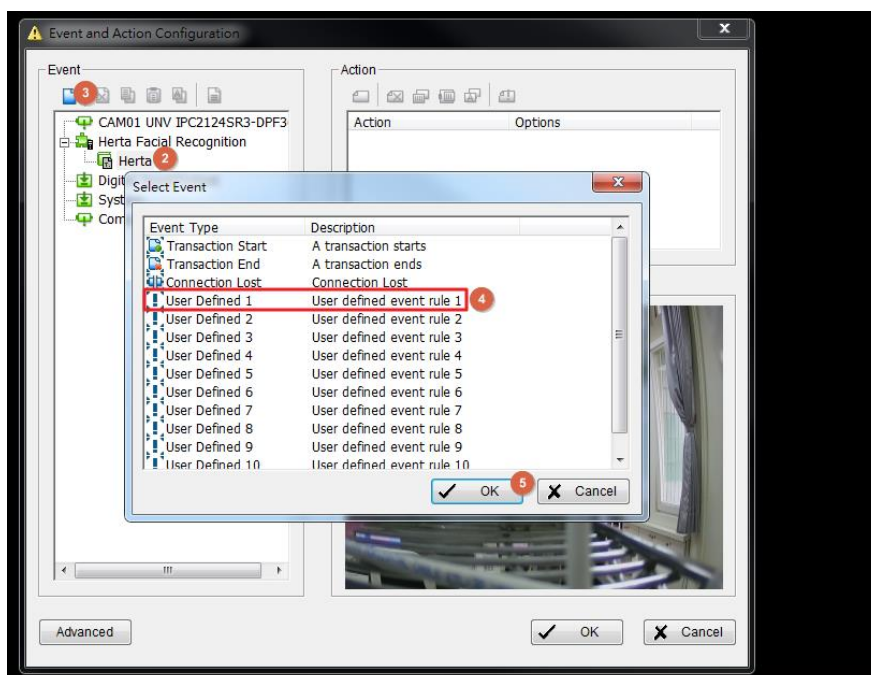 Event and Action Configuration
Event
Action
3
CAM01 UNV IPC2124SR3-DPF3
Action Options
Herta Facial Recognition
Herta 2
Digit
Select Event
Syst
Com
Event Type Description
Transaction Start A transaction starts
Transaction End A transaction ends
Connection Lost Connection Lost
User Defined 1 User defined event rule 1 4
User Defined 2 User defined event rule 2
User Defined 3 User defined event rule 3
User Defined 4 User defined event rule 4
User Defined 5 User defined event rule 5
User Defined 6 User defined event rule 6
User Defined 7 User defined event rule 7
User Defined 8 User defined event rule 8
User Defined 9 User defined event rule 9
User Defined 10 User defined event rule 10
OK 5 Cancel
Advanced OK Cancel